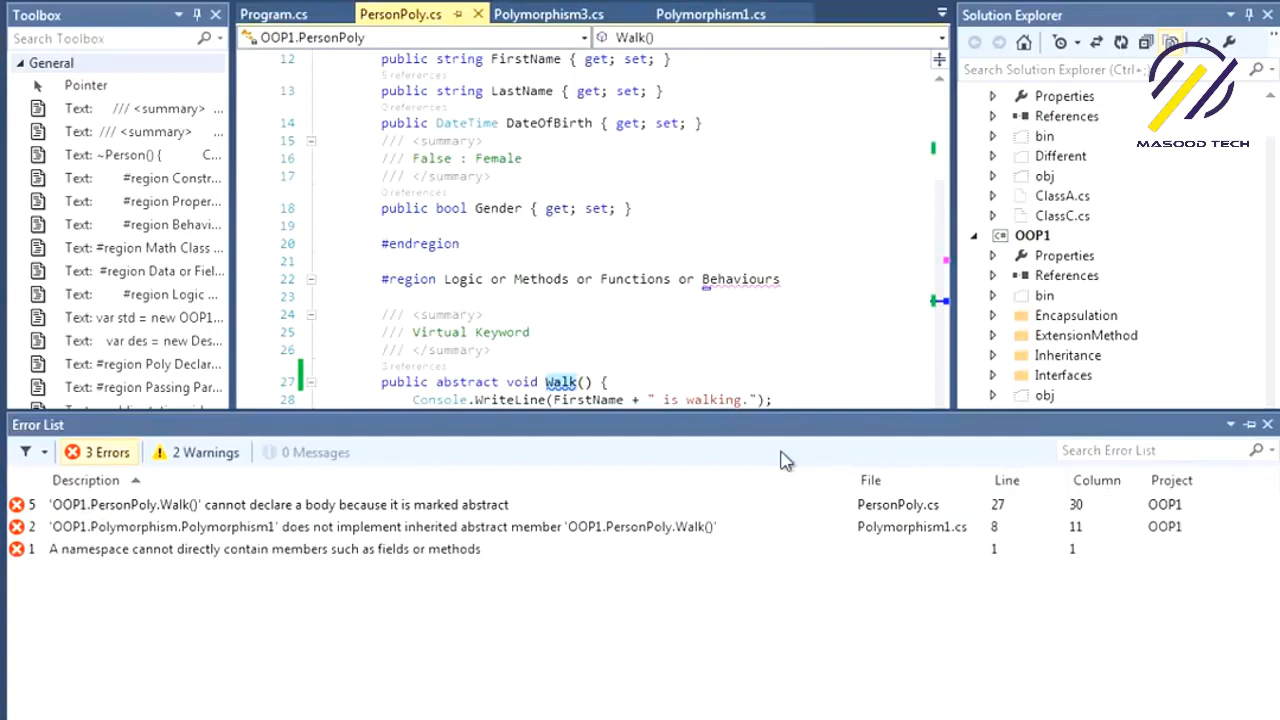 Toolbox
Search Toolbox
General
Pointer
Text: /// <summary> ...
Text: /// <summary> ...
Text: ~Person() { C...
Text: #region Constr...
Text: #region Proper...
Text: #region Behavi...
Text: #region Math Class ...
Text: #region Data or Fiel...
Text: #region Logic ...
Text: var std = new OOP1...
Text: var des = new Des...
Text: #region Poly Declar...
Text: #region Passing Par...
Program.cs
PersonPoly.cs
Polymorphism3.cs
Polymorphism1.cs
OOP1.PersonPoly
Walk()
12 public string FirstName { get; set; }
5 references
13 public string LastName { get; set; }
0 references
14 public DateTime DateOfBirth { get; set; }
15 /// <summary>
16 /// False : Female
17 /// </summary>
0 references
18 public bool Gender { get; set; }
19
20 #endregion
21
22 #region Logic or Methods or Functions or Behaviours
23
24 /// <summary>
25 /// Virtual Keyword
26 /// </summary>
3 references
27 public abstract void Walk() {
28 Console.WriteLine(FirstName + " is walking.");
Solution Explorer
Search Solution Explorer (Ctrl+;
MASOOD TECH
Properties
References
bin
Different
obj
ClassA.cs
ClassC.cs
C# OOP1
Properties
References
bin
Encapsulation
ExtensionMethod
Inheritance
Interfaces
obj
Error List
3 Errors
2 Warnings
0 Messages
Search Error List
Description File Line Column Project
5 'OOP1.PersonPoly.Walk()' cannot declare a body because it is marked abstract PersonPoly.cs 27 30 OOP1
2 'OOP1.Polymorphism.Polymorphism1' does not implement inherited abstract member 'OOP1.PersonPoly.Walk()' Polymorphism1.cs 8 11 OOP1
1 A namespace cannot directly contain members such as fields or methods 1 1